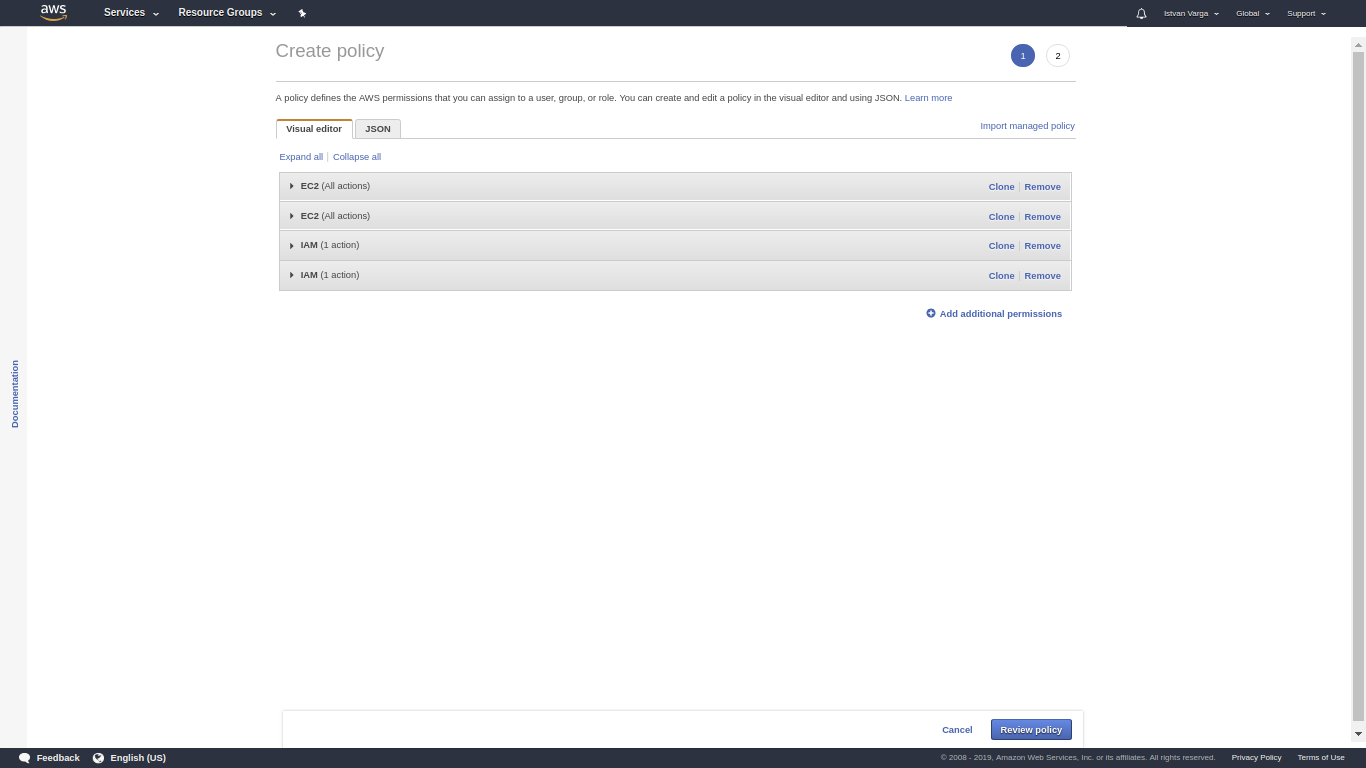 aws Services Resource Groups Istvan Varga Global Support
Create policy 1 2
A policy defines the AWS permissions that you can assign to a user, group, or role. You can create and edit a policy in the visual editor and using JSON. Learn more
Visual editor JSON Import managed policy
Expand all Collapse all
EC2 (All actions) Clone Remove
EC2 (All actions) Clone Remove
IAM (1 action) Clone Remove
IAM (1 action) Clone Remove
Add additional permissions
Documentation
Cancel Review policy
Feedback English (US) © 2008 - 2019, Amazon Web Services, Inc. or its affiliates. All rights reserved. Privacy Policy Terms of Use